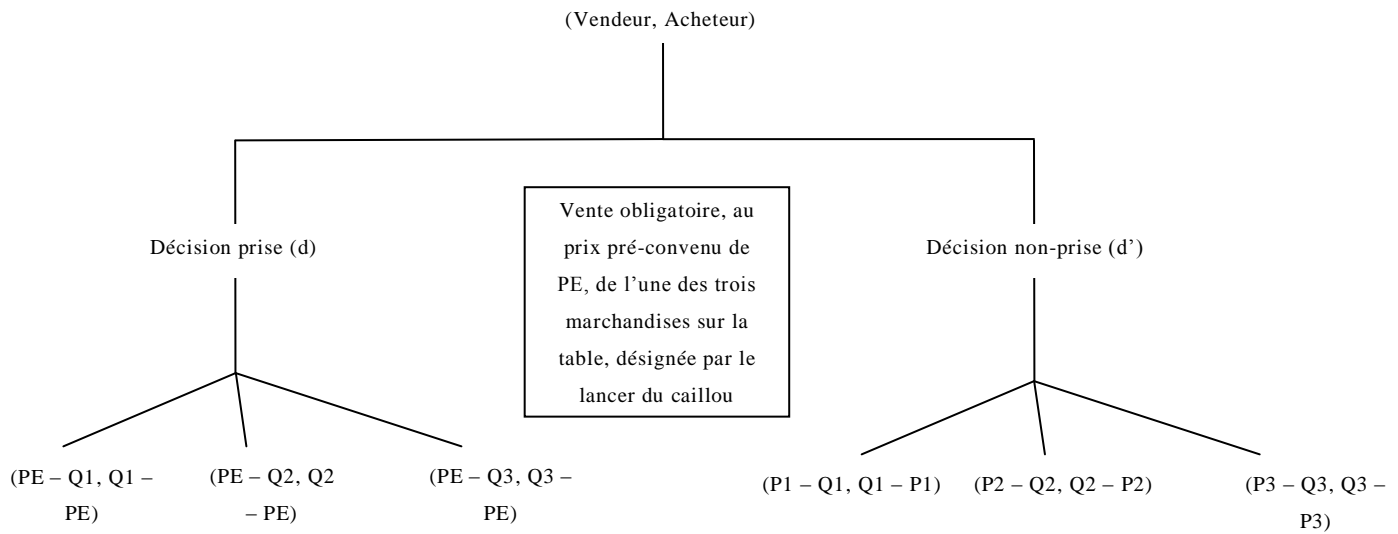 (Vendeur, Acheteur)
Vente obligatoire, au
prix pré-convenu de
PE, de l’une des trois
marchandises sur la
table, désignée par le
lancer du caillou
Décision prise (d)
Décision non-prise (d’)
(PE – Q1, Q1 –
PE)
(PE – Q2, Q2
– PE)
(PE – Q3, Q3 –
PE)
(P1 – Q1, Q1 – P1)
(P2 – Q2, Q2 – P2)
(P3 – Q3, Q3 –
P3)